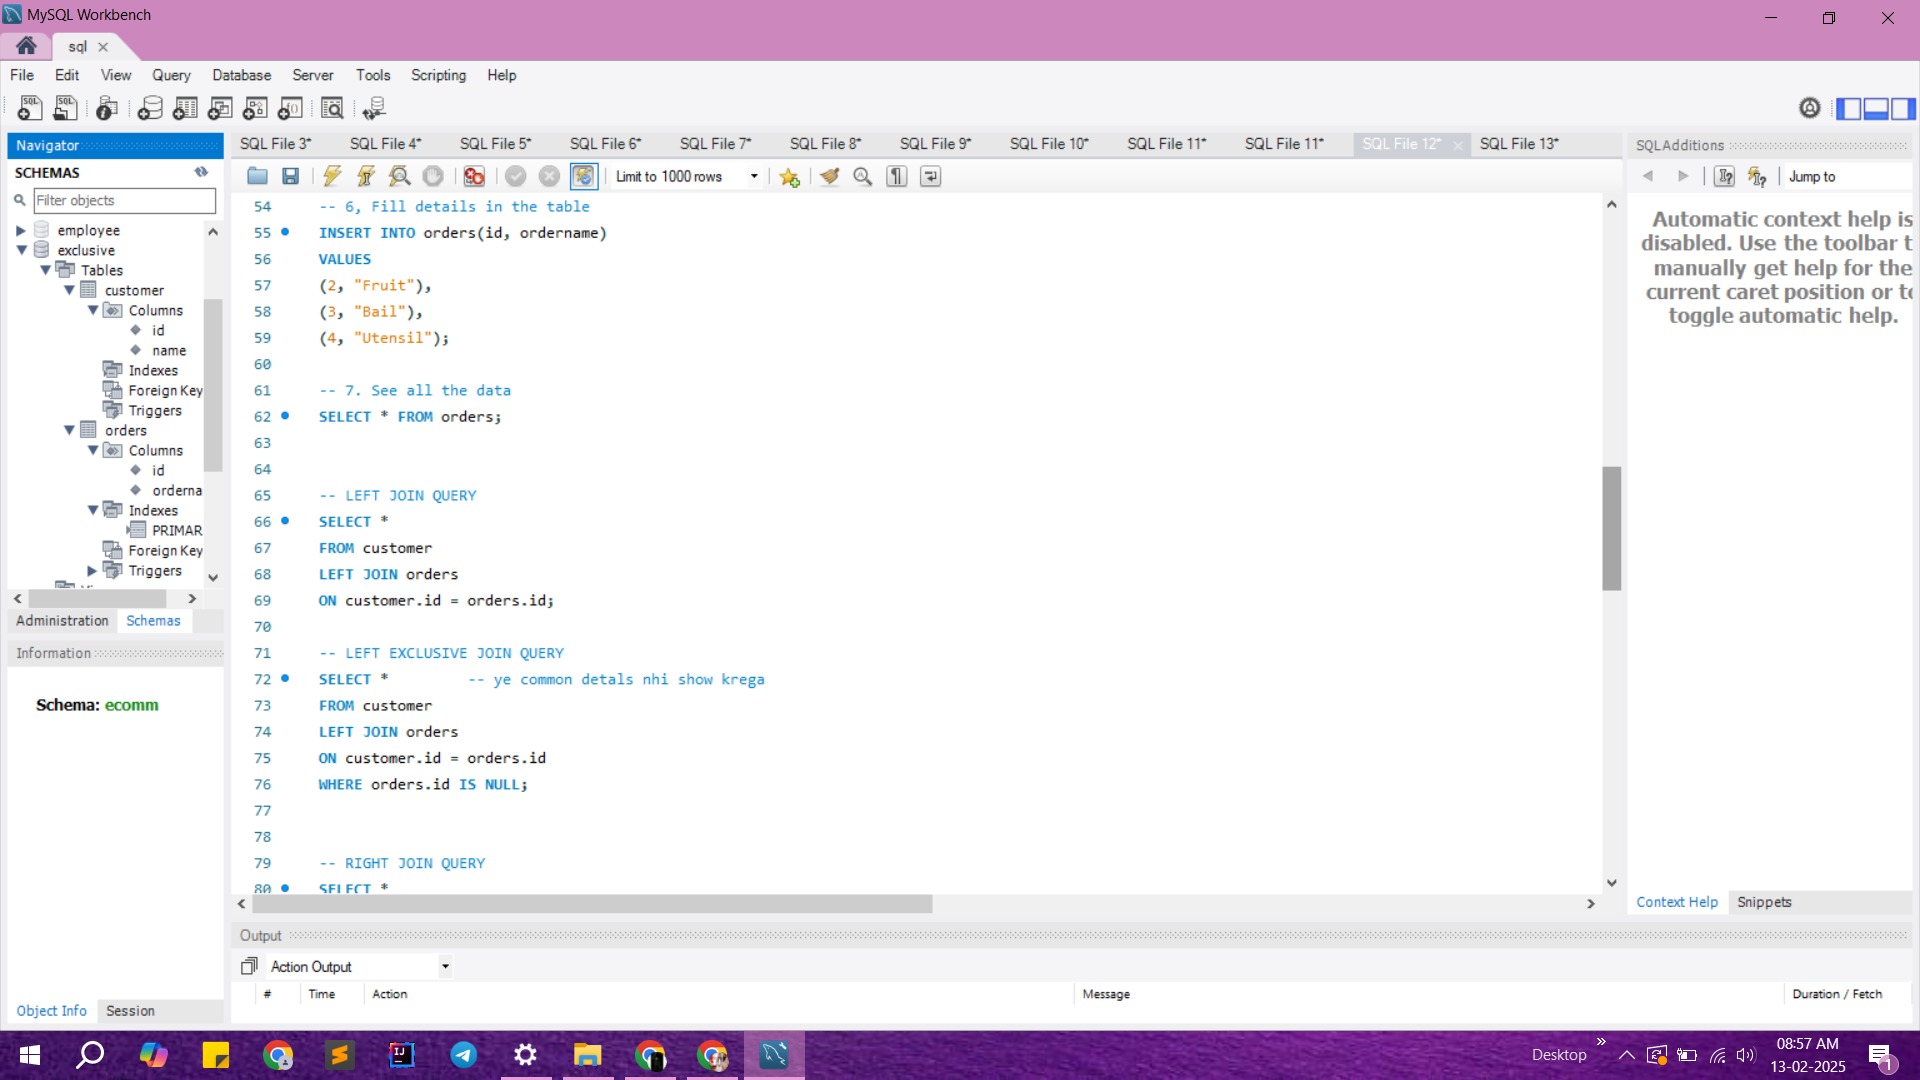 MySQL Workbench
sql
File Edit View Query Database Server Tools Scripting Help
Navigator
SCHEMAS
Filter objects
employee
exclusive
Tables
customer
Columns
id
name
Indexes
Foreign Key
Triggers
orders
Columns
id
orderna
Indexes
PRIMAR
Foreign Key
Triggers
Administration Schemas
Information
Schema: ecomm
Object Info Session
SQL File 3* SQL File 4* SQL File 5* SQL File 6* SQL File 7* SQL File 8* SQL File 9* SQL File 10* SQL File 11* SQL File 11* SQL File 12* SQL File 13*
Limit to 1000 rows
54 -- 6, Fill details in the table
55 INSERT INTO orders(id, ordername)
56 VALUES
57 (2, "Fruit"),
58 (3, "Bail"),
59 (4, "Utensil");
60
61 -- 7. See all the data
62 SELECT * FROM orders;
63
64
65 -- LEFT JOIN QUERY
66 SELECT *
67 FROM customer
68 LEFT JOIN orders
69 ON customer.id = orders.id;
70
71 -- LEFT EXCLUSIVE JOIN QUERY
72 SELECT * -- ye common detals nhi show krega
73 FROM customer
74 LEFT JOIN orders
75 ON customer.id = orders.id
76 WHERE orders.id IS NULL;
77
78
79 -- RIGHT JOIN QUERY
80 SELECT *
SQLAdditions
Jump to
Automatic context help is
disabled. Use the toolbar t
manually get help for the
current caret position or to
toggle automatic help.
Context Help Snippets
Output
Action Output
# Time Action Message Duration / Fetch
Desktop
08:57 AM
13-02-2025
1